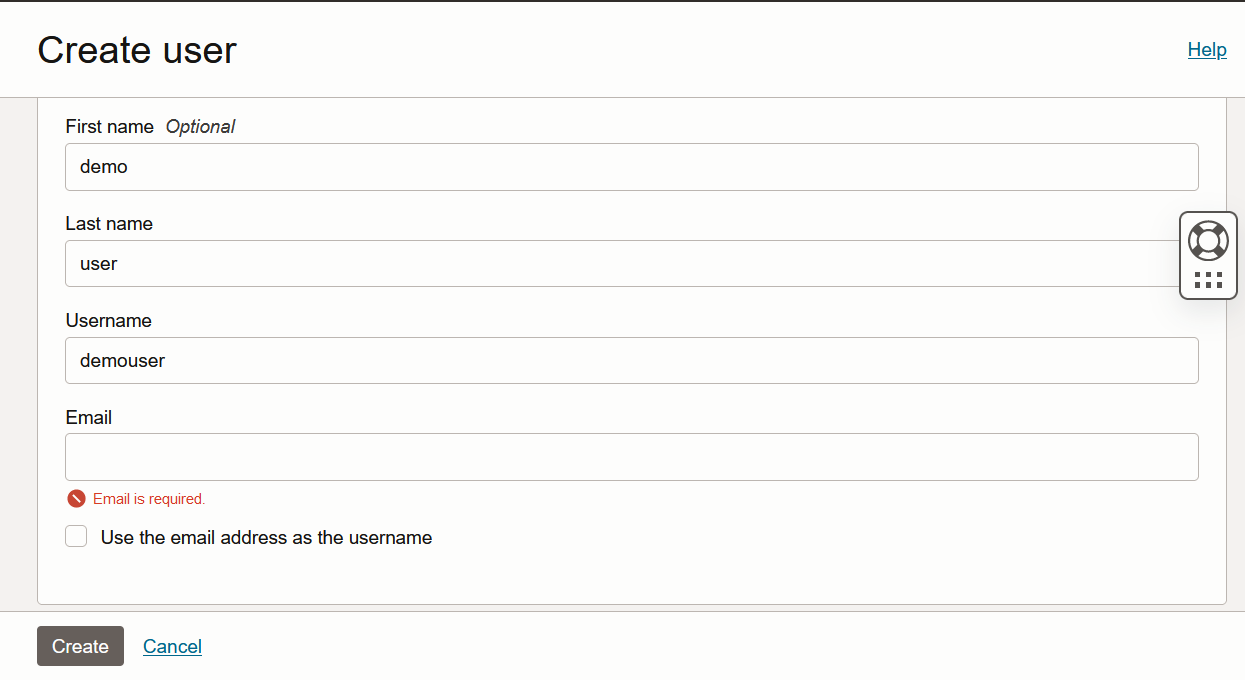 Create user
Help
First name Optional
demo
Last name
user
Username
demouser
Email
Email is required.
Use the email address as the username
Create Cancel